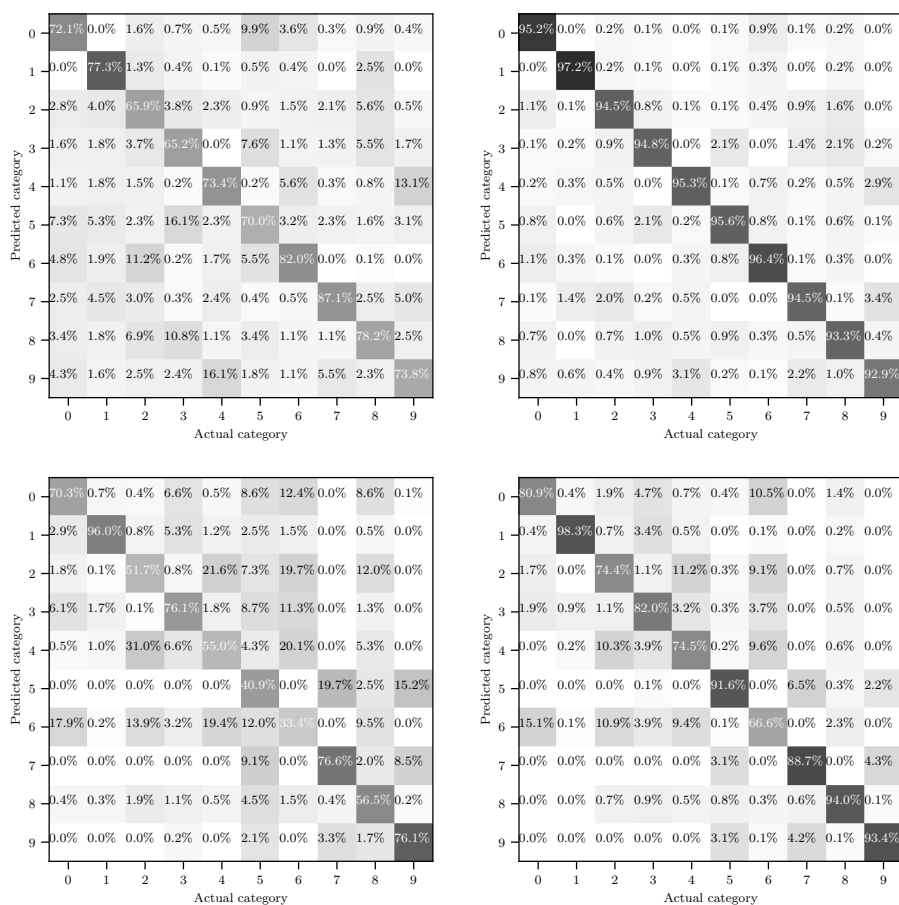 0 72.1% 0.0% 1.6% 0.7% 0.5% 9.9% 3.6% 0.3% 0.9% 0.4%
1 0.0% 77.3% 1.3% 0.4% 0.1% 0.5% 0.4% 0.0% 2.5% 0.0%
2 2.8% 4.0% 65.9% 3.8% 2.3% 0.9% 1.5% 2.1% 5.6% 0.5%
3 1.6% 1.8% 3.7% 65.2% 0.0% 7.6% 1.1% 1.3% 5.5% 1.7%
4 1.1% 1.8% 1.5% 0.2% 73.4% 0.2% 5.6% 0.3% 0.8% 13.1%
5 7.3% 5.3% 2.3% 16.1% 2.3% 70.0% 3.2% 2.3% 1.6% 3.1%
6 4.8% 1.9% 11.2% 0.2% 1.7% 5.5% 82.0% 0.0% 0.1% 0.0%
7 2.5% 4.5% 3.0% 0.3% 2.4% 0.4% 0.5% 87.1% 2.5% 5.0%
8 3.4% 1.8% 6.9% 10.8% 1.1% 3.4% 1.1% 1.1% 78.2% 2.5%
9 4.3% 1.6% 2.5% 2.4% 16.1% 1.8% 1.1% 5.5% 2.3% 73.8%
0 1 2 3 4 5 6 7 8 9
Actual category
Predicted category
0 95.2% 0.0% 0.2% 0.1% 0.0% 0.1% 0.9% 0.1% 0.2% 0.0%
1 0.0% 97.2% 0.2% 0.1% 0.0% 0.1% 0.3% 0.0% 0.2% 0.0%
2 1.1% 0.1% 94.5% 0.8% 0.1% 0.1% 0.4% 0.9% 1.6% 0.0%
3 0.1% 0.2% 0.9% 94.8% 0.0% 2.1% 0.0% 1.4% 2.1% 0.2%
4 0.2% 0.3% 0.5% 0.0% 95.3% 0.1% 0.7% 0.2% 0.5% 2.9%
5 0.8% 0.0% 0.6% 2.1% 0.2% 95.6% 0.8% 0.1% 0.6% 0.1%
6 1.1% 0.3% 0.1% 0.0% 0.3% 0.8% 96.4% 0.1% 0.3% 0.0%
7 0.1% 1.4% 2.0% 0.2% 0.5% 0.0% 0.0% 94.5% 0.1% 3.4%
8 0.7% 0.0% 0.7% 1.0% 0.5% 0.9% 0.3% 0.5% 93.3% 0.4%
9 0.8% 0.6% 0.4% 0.9% 3.1% 0.2% 0.1% 2.2% 1.0% 92.9%
0 1 2 3 4 5 6 7 8 9
Actual category
Predicted category
0 70.3% 0.7% 0.4% 6.6% 0.5% 8.6% 12.4% 0.0% 8.6% 0.1%
1 2.9% 96.0% 0.8% 5.3% 1.2% 2.5% 1.5% 0.0% 0.5% 0.0%
2 1.8% 0.1% 51.7% 0.8% 21.6% 7.3% 19.7% 0.0% 12.0% 0.0%
3 6.1% 1.7% 0.1% 76.1% 1.8% 8.7% 11.3% 0.0% 1.3% 0.0%
4 0.5% 1.0% 31.0% 6.6% 55.0% 4.3% 20.1% 0.0% 5.3% 0.0%
5 0.0% 0.0% 0.0% 0.0% 0.0% 40.9% 0.0% 19.7% 2.5% 15.2%
6 17.9% 0.2% 13.9% 3.2% 19.4% 12.0% 33.4% 0.0% 9.5% 0.0%
7 0.0% 0.0% 0.0% 0.0% 0.0% 9.1% 0.0% 76.6% 2.0% 8.5%
8 0.4% 0.3% 1.9% 1.1% 0.5% 4.5% 1.5% 0.4% 56.5% 0.2%
9 0.0% 0.0% 0.0% 0.2% 0.0% 2.1% 0.0% 3.3% 1.7% 76.1%
0 1 2 3 4 5 6 7 8 9
Actual category
Predicted category
0 80.9% 0.4% 1.9% 4.7% 0.7% 0.4% 10.5% 0.0% 1.4% 0.0%
1 0.4% 98.3% 0.7% 3.4% 0.5% 0.0% 0.1% 0.0% 0.2% 0.0%
2 1.7% 0.0% 74.4% 1.1% 11.2% 0.3% 9.1% 0.0% 0.7% 0.0%
3 1.9% 0.9% 1.1% 82.0% 3.2% 0.3% 3.7% 0.0% 0.5% 0.0%
4 0.0% 0.2% 10.3% 3.9% 74.5% 0.2% 9.6% 0.0% 0.6% 0.0%
5 0.0% 0.0% 0.0% 0.1% 0.0% 91.6% 0.0% 6.5% 0.3% 2.2%
6 15.1% 0.1% 10.9% 3.9% 9.4% 0.1% 66.6% 0.0% 2.3% 0.0%
7 0.0% 0.0% 0.0% 0.0% 0.0% 3.1% 0.0% 88.7% 0.0% 4.3%
8 0.0% 0.0% 0.7% 0.9% 0.5% 0.8% 0.3% 0.6% 94.0% 0.1%
9 0.0% 0.0% 0.0% 0.0% 0.0% 3.1% 0.1% 4.2% 0.1% 93.4%
0 1 2 3 4 5 6 7 8 9
Actual category
Predicted category